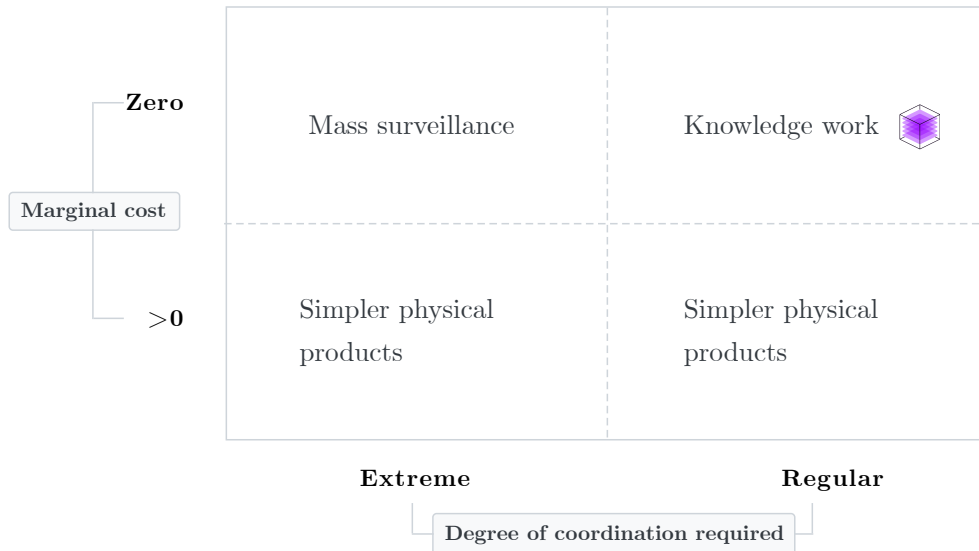 Zero
Mass surveillance
Knowledge work
Marginal cost
>0
Simpler physical
products
Simpler physical
products
Extreme
Regular
Degree of coordination required